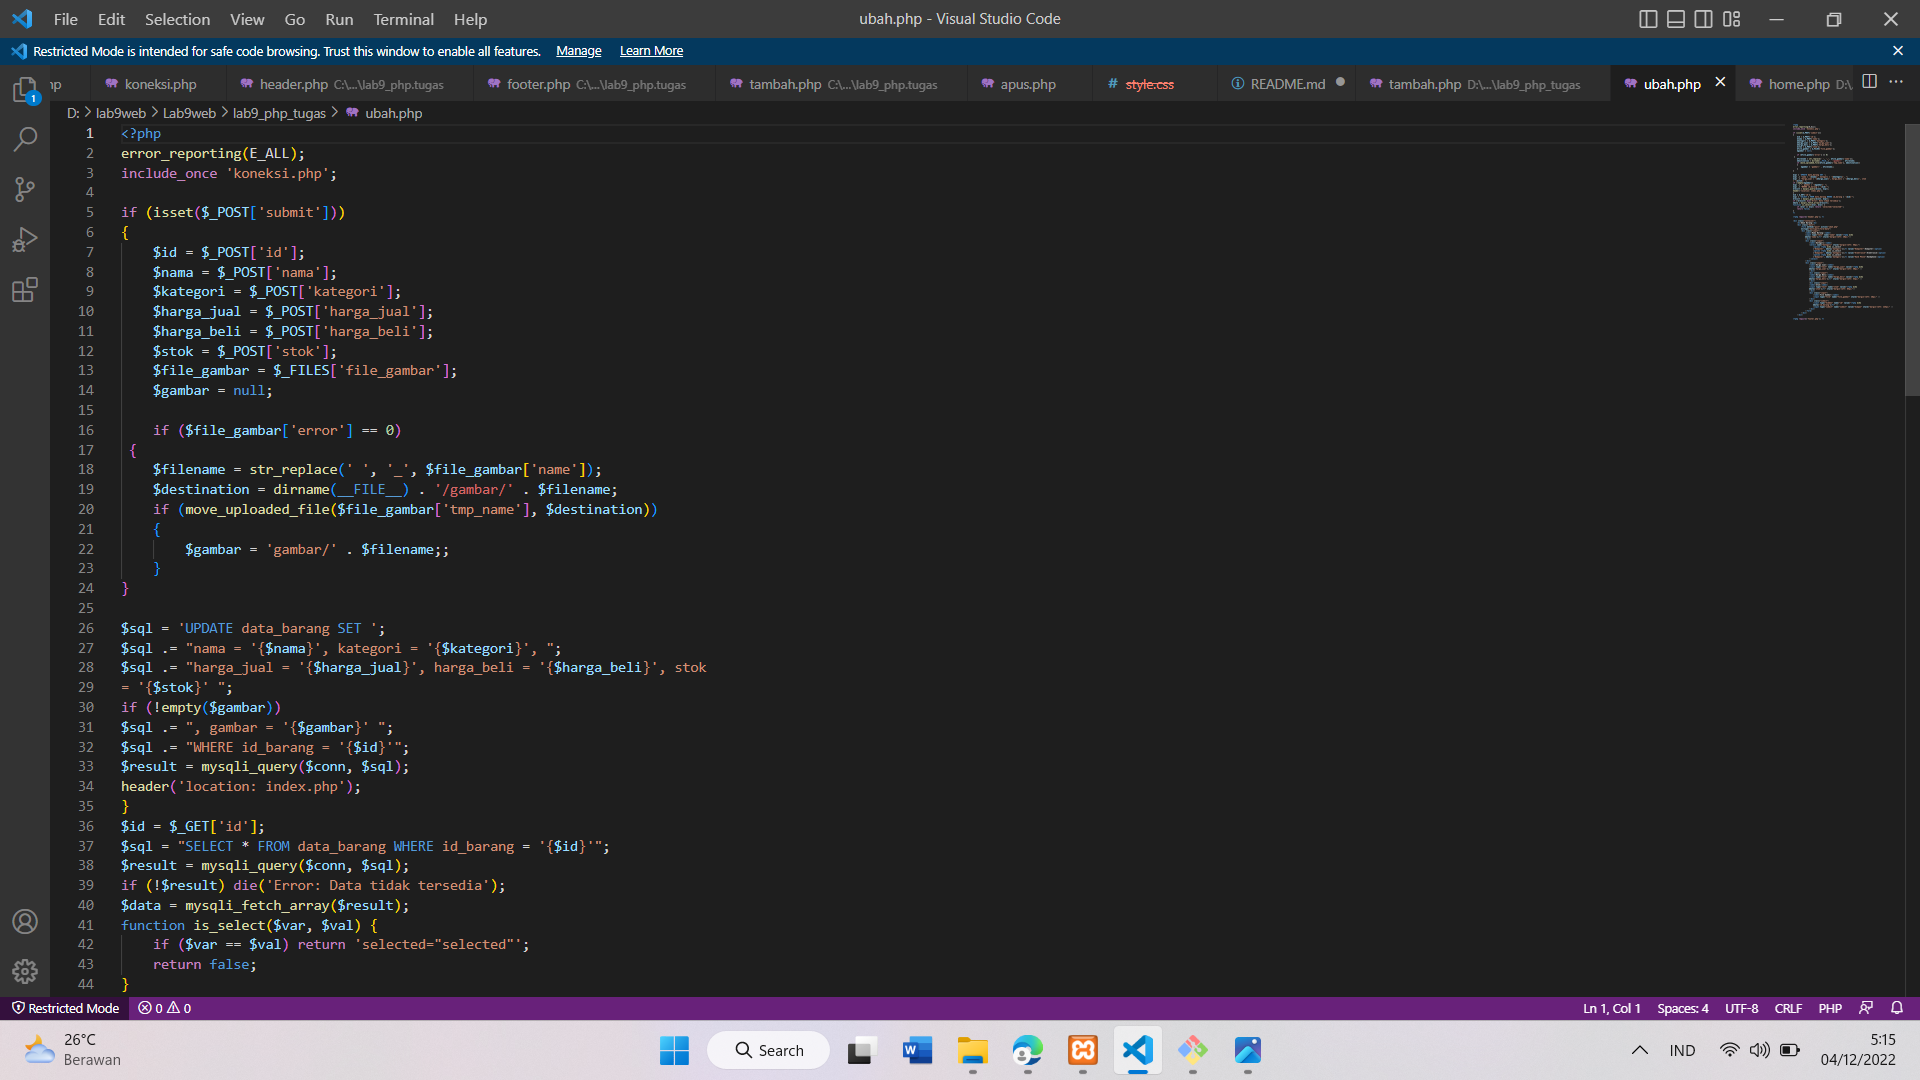 File Edit Selection View Go Run Terminal Help
ubah.php - Visual Studio Code
Restricted Mode is intended for safe code browsing. Trust this window to enable all features. Manage Learn More
np koneksi.php header.php C:\...\lab9_php.tugas footer.php C:\...\lab9_php.tugas tambah.php C:\...\lab9_php.tugas apus.php # style.css README.md tambah.php D:\...\lab9_php_tugas ubah.php home.php D:\
D: > lab9web > Lab9web > lab9_php_tugas > ubah.php
1 <?php
2 error_reporting(E_ALL);
3 include_once 'koneksi.php';
4
5 if (isset($_POST['submit']))
6 {
7 $id = $_POST['id'];
8 $nama = $_POST['nama'];
9 $kategori = $_POST['kategori'];
10 $harga_jual = $_POST['harga_jual'];
11 $harga_beli = $_POST['harga_beli'];
12 $stok = $_POST['stok'];
13 $file_gambar = $_FILES['file_gambar'];
14 $gambar = null;
15
16 if ($file_gambar['error'] == 0)
17 {
18 $filename = str_replace(' ', '_', $file_gambar['name']);
19 $destination = dirname(__FILE__) . '/gambar/' . $filename;
20 if (move_uploaded_file($file_gambar['tmp_name'], $destination))
21 {
22 $gambar = 'gambar/' . $filename;;
23 }
24 }
25
26 $sql = 'UPDATE data_barang SET ';
27 $sql .= "nama = '{$nama}', kategori = '{$kategori}', ";
28 $sql .= "harga_jual = '{$harga_jual}', harga_beli = '{$harga_beli}', stok
29 = '{$stok}' ";
30 if (!empty($gambar))
31 $sql .= ", gambar = '{$gambar}' ";
32 $sql .= "WHERE id_barang = '{$id}'";
33 $result = mysqli_query($conn, $sql);
34 header('location: index.php');
35 }
36 $id = $_GET['id'];
37 $sql = "SELECT * FROM data_barang WHERE id_barang = '{$id}'";
38 $result = mysqli_query($conn, $sql);
39 if (!$result) die('Error: Data tidak tersedia');
40 $data = mysqli_fetch_array($result);
41 function is_select($var, $val) {
42 if ($var == $val) return 'selected="selected"';
43 return false;
44 }
Restricted Mode 0 0 Ln 1, Col 1 Spaces: 4 UTF-8 CRLF PHP
26°C
Berawan
Search
IND
5:15
04/12/2022